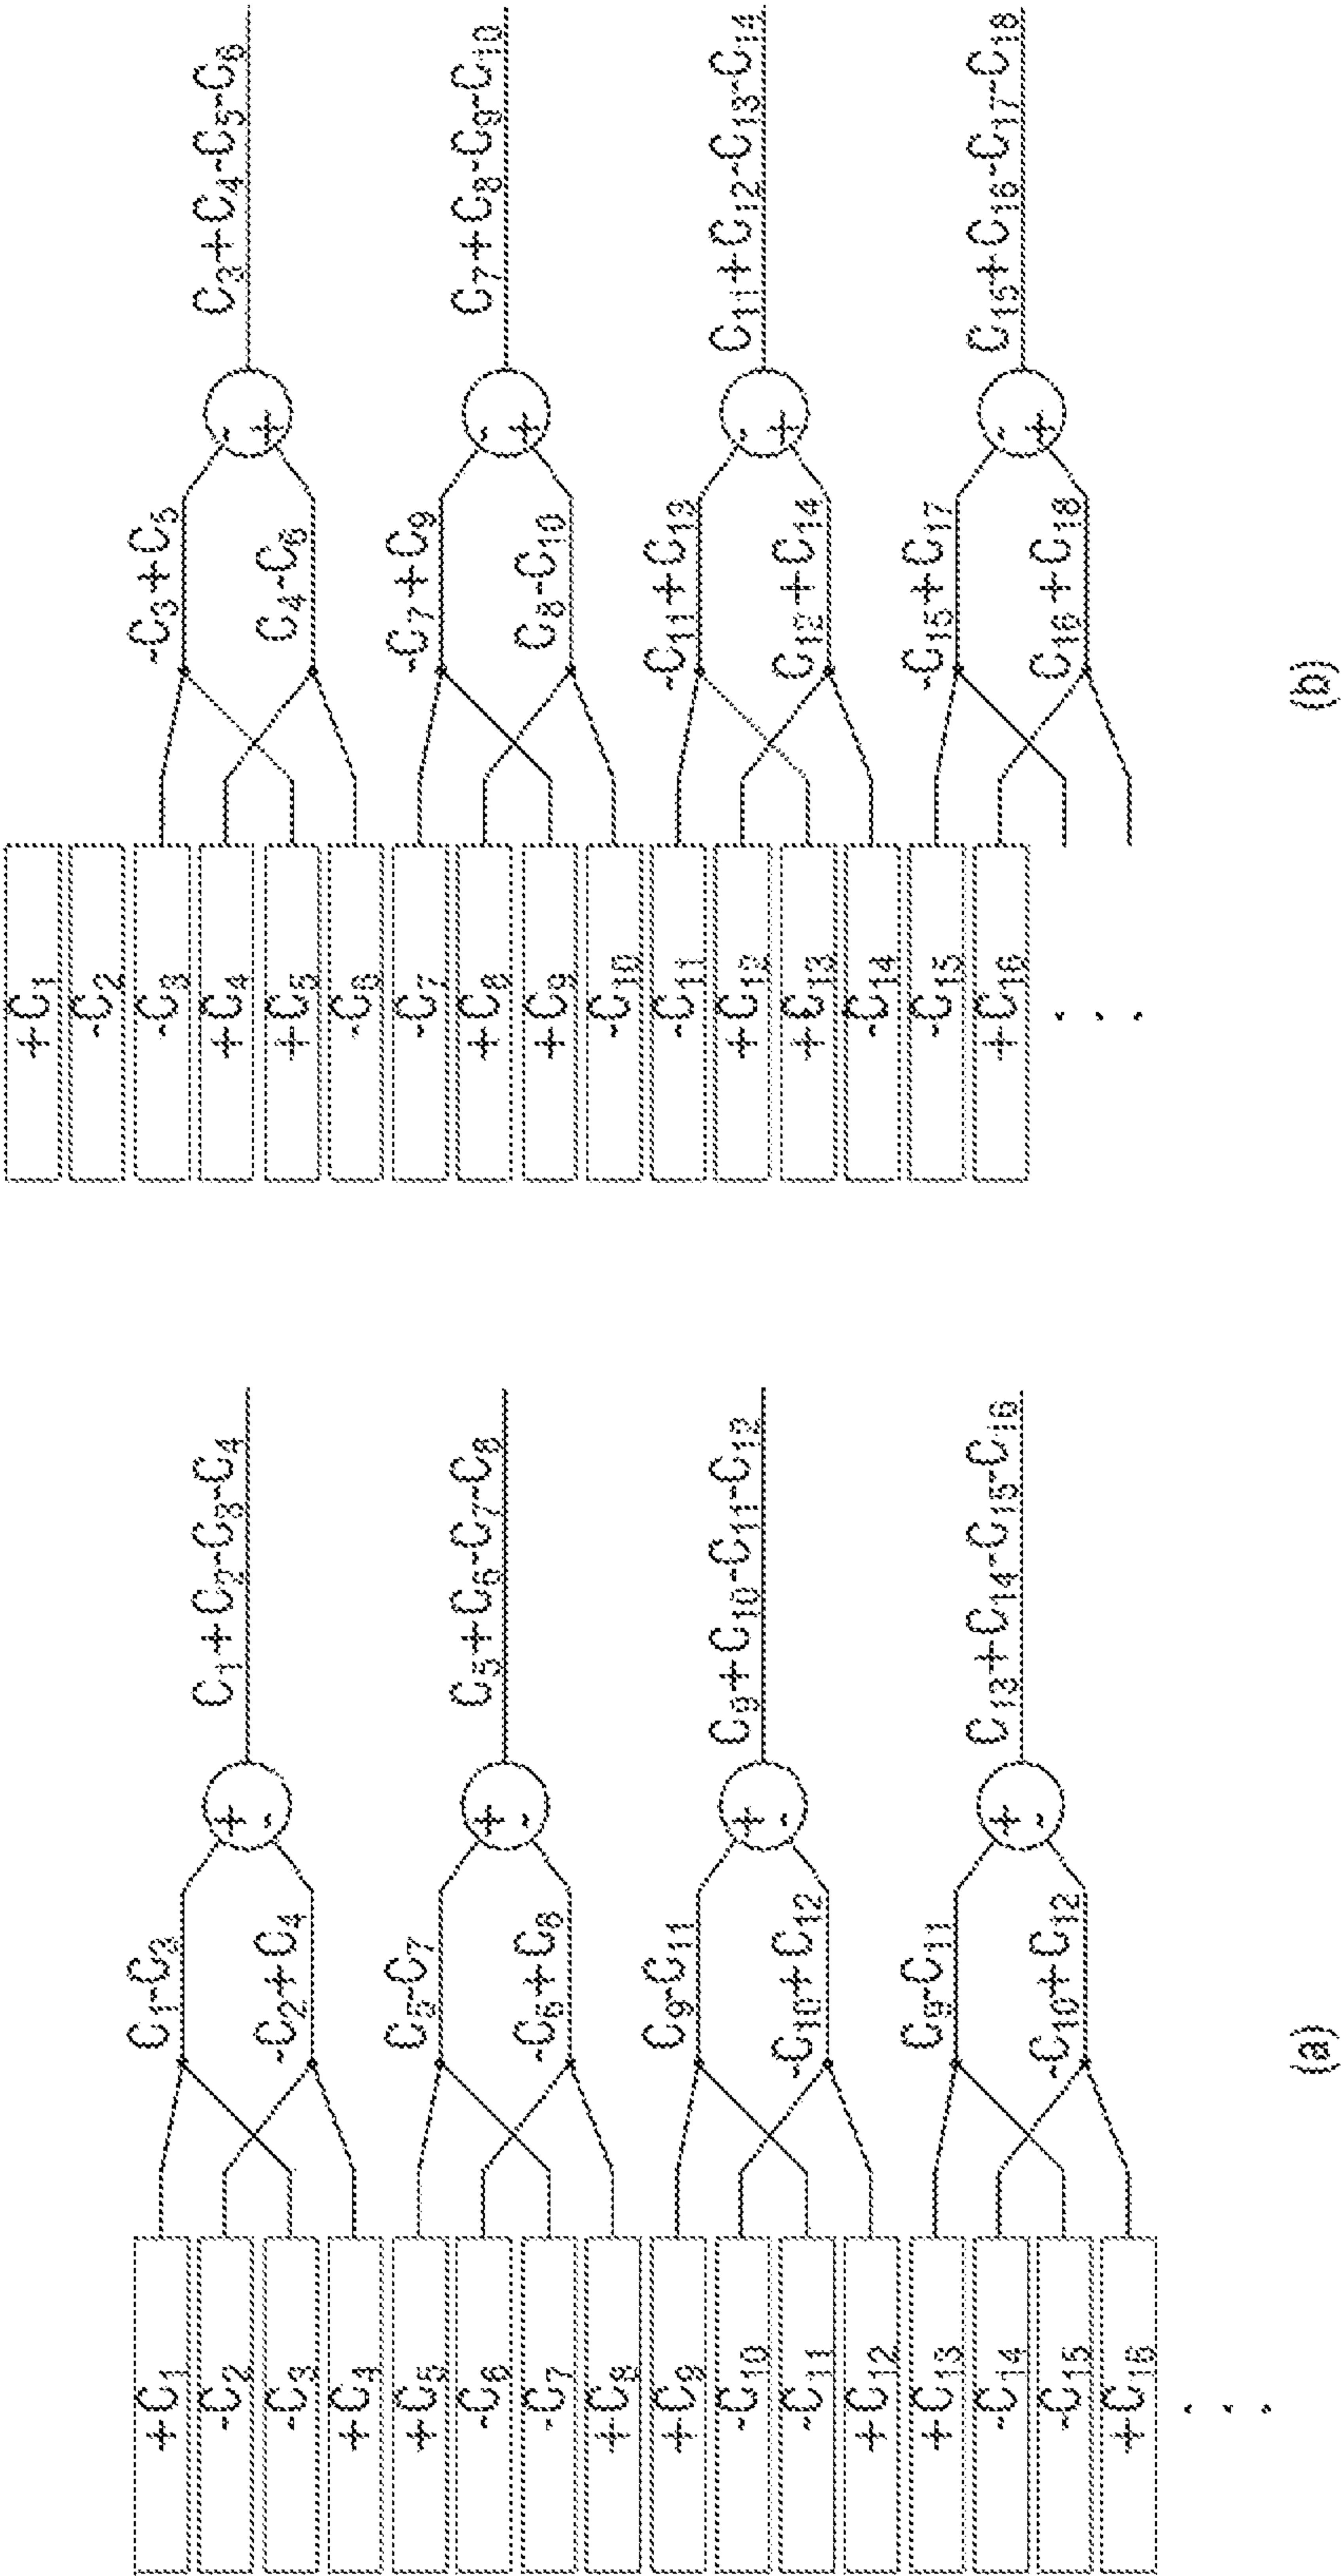 +C1
-C2
-C3
+C4
+C5
-C6
-C7
+C8
+C9
-C10
-C11
+C12
+C13
-C14
-C15
+C16
. . .
C1-C3
-C2+C4
C5-C7
-C6+C8
C9-C11
-C10+C12
C9-C11
-C10+C12
+
-
+
-
+
-
+
-
C1+C2-C3-C4
C5+C6-C7-C8
C9+C10-C11-C12
C13+C14-C15-C16
(a)
+C1
-C2
-C3
+C4
+C5
-C6
-C7
+C8
+C9
-C10
-C11
+C12
+C13
-C14
-C15
+C16
. . .
-C3+C5
C4-C6
-C7+C9
C8-C10
-C11+C13
C12+C14
-C15+C17
C16+C18
-
+
-
+
-
+
-
+
C3+C4-C5-C6
C7+C8-C9-C10
C11+C12-C13-C14
C15+C16-C17-C18
(b)